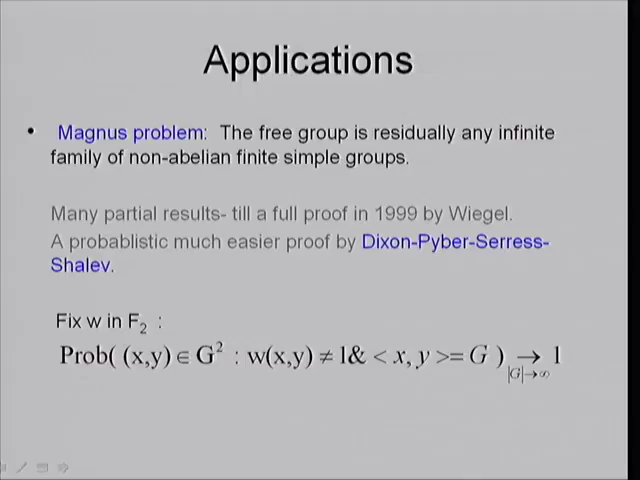 Applications
• Magnus problem: The free group is residually any infinite
family of non-abelian finite simple groups.
Many partial results- till a full proof in 1999 by Wiegel.
A probablistic much easier proof by Dixon-Pyber-Serress-
Shalev.
Fix w in F₂ :
Prob( (x,y) ∈ G² : w(x,y) ≠ 1& < x, y >= G ) → 1
|G|→∞